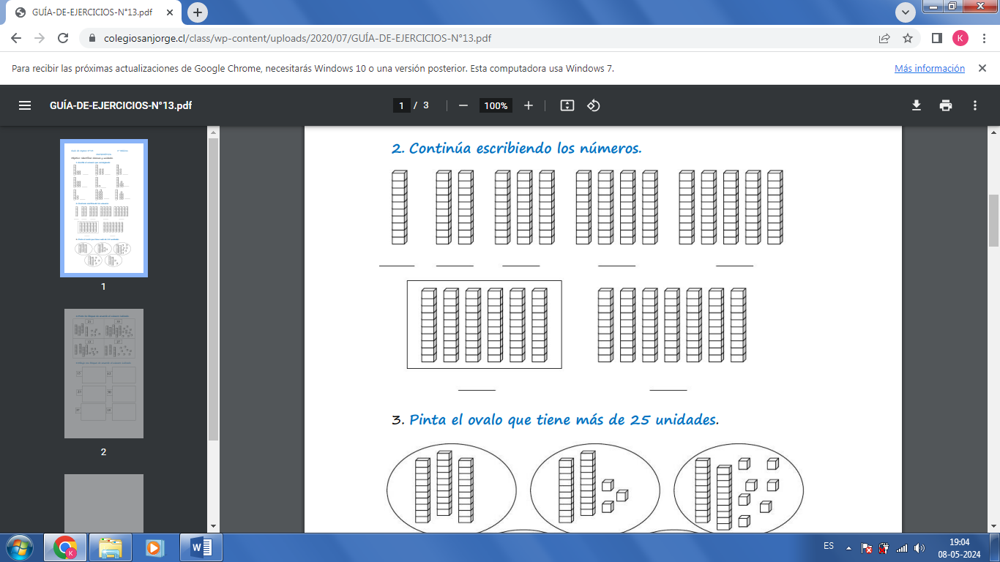 GUÍA-DE-EJERCICIOS-N°13.pdf
colegiosanjorge.cl/class/wp-content/uploads/2020/07/GUÍA-DE-EJERCICIOS-N°13.pdf
K
Para recibir las próximas actualizaciones de Google Chrome, necesitarás Windows 10 o una versión posterior. Esta computadora usa Windows 7.
Más información
GUÍA-DE-EJERCICIOS-N°13.pdf
1 / 3
100%
1
2
2. Continúa escribiendo los números.
3. Pinta el ovalo que tiene más de 25 unidades.
K
W
ES
19:04
08-05-2024